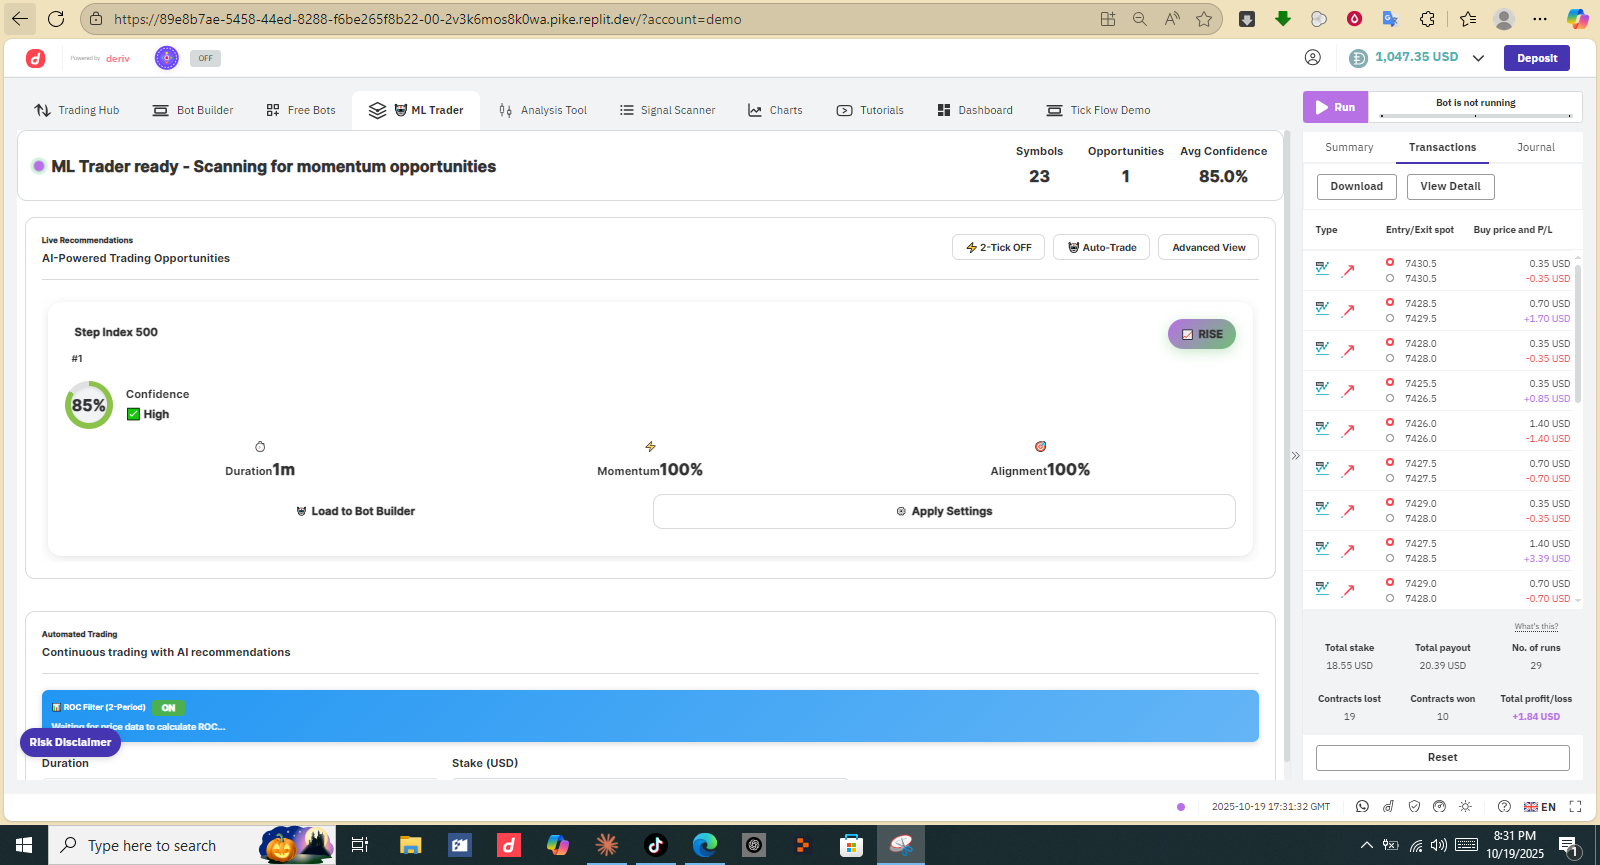 https://89e8b7ae-5458-44ed-8288-f6be265f8b22-00-2v3k6mos8k0wa.pike.replit.dev/?account=demo
Powered by deriv
OFF
1,047.35 USD
Deposit
Trading Hub
Bot Builder
Free Bots
ML Trader
Analysis Tool
Signal Scanner
Charts
Tutorials
Dashboard
Tick Flow Demo
Run
Bot is not running
ML Trader ready - Scanning for momentum opportunities
Symbols
23
Opportunities
1
Avg Confidence
85.0%
Live Recommendations
AI-Powered Trading Opportunities
2-Tick OFF
Auto-Trade
Advanced View
Step Index 500
#1
RISE
85%
Confidence
High
Duration1m
Momentum100%
Alignment100%
Load to Bot Builder
Apply Settings
Automated Trading
Continuous trading with AI recommendations
ROC Filter (2-Period) ON
Waiting for price data to calculate ROC...
Risk Disclaimer
Duration
Stake (USD)
Summary
Transactions
Journal
Download
View Detail
Type
Entry/Exit spot
Buy price and P/L
7430.5 0.35 USD
7430.5 -0.35 USD
7428.5 0.70 USD
7429.5 +1.70 USD
7428.0 0.35 USD
7428.0 -0.35 USD
7425.5 0.35 USD
7426.5 +0.85 USD
7426.0 1.40 USD
7426.0 -1.40 USD
7427.5 0.70 USD
7427.5 -0.70 USD
7429.0 0.35 USD
7428.0 -0.35 USD
7427.5 1.40 USD
7428.5 +3.39 USD
7429.0 0.70 USD
7428.0 -0.70 USD
What's this?
Total stake
18.55 USD
Total payout
20.39 USD
No. of runs
29
Contracts lost
19
Contracts won
10
Total profit/loss
+1.84 USD
Reset
2025-10-19 17:31:32 GMT
EN
Type here to search
8:31 PM
10/19/2025
1